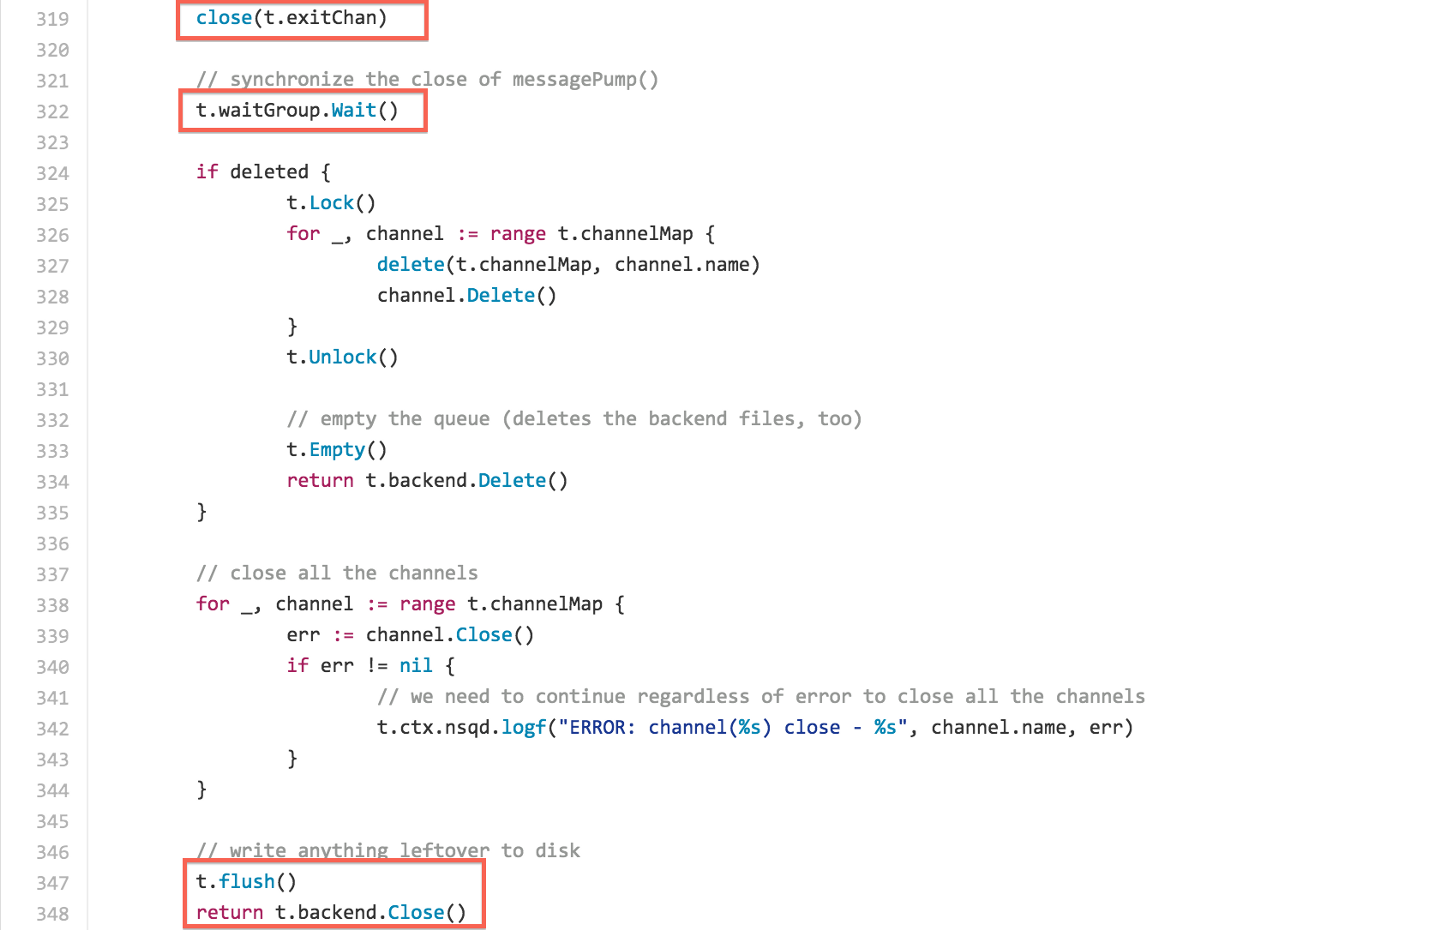 319 close(t.exitChan)
320
321 // synchronize the close of messagePump()
322 t.waitGroup.Wait()
323
324 if deleted {
325 t.Lock()
326 for _, channel := range t.channelMap {
327 delete(t.channelMap, channel.name)
328 channel.Delete()
329 }
330 t.Unlock()
331
332 // empty the queue (deletes the backend files, too)
333 t.Empty()
334 return t.backend.Delete()
335 }
336
337 // close all the channels
338 for _, channel := range t.channelMap {
339 err := channel.Close()
340 if err != nil {
341 // we need to continue regardless of error to close all the channels
342 t.ctx.nsqd.logf("ERROR: channel(%s) close - %s", channel.name, err)
343 }
344 }
345
346 // write anything leftover to disk
347 t.flush()
348 return t.backend.Close()